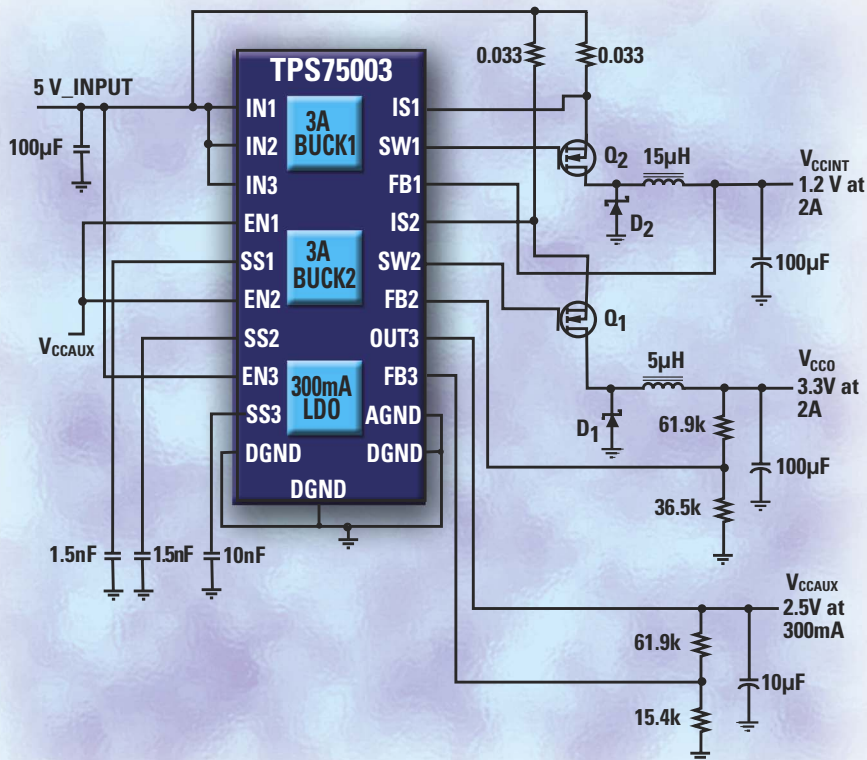 0.033
0.033
TPS75003
5 V_INPUT
100µF
IN1
IN2
IN3
EN1
SS1
EN2
SS2
EN3
SS3
DGND
DGND
3A
BUCK1
3A
BUCK2
300mA
LDO
IS1
SW1
FB1
IS2
SW2
FB2
OUT3
FB3
AGND
DGND
VCCAUX
1.5nF
1.5nF
10nF
Q2
15µH
D2
VCCINT
1.2 V at
2A
100µF
Q1
5µH
D1
VCCO
3.3V at
2A
61.9k
100µF
36.5k
VCCAUX
2.5V at
300mA
61.9k
10µF
15.4k